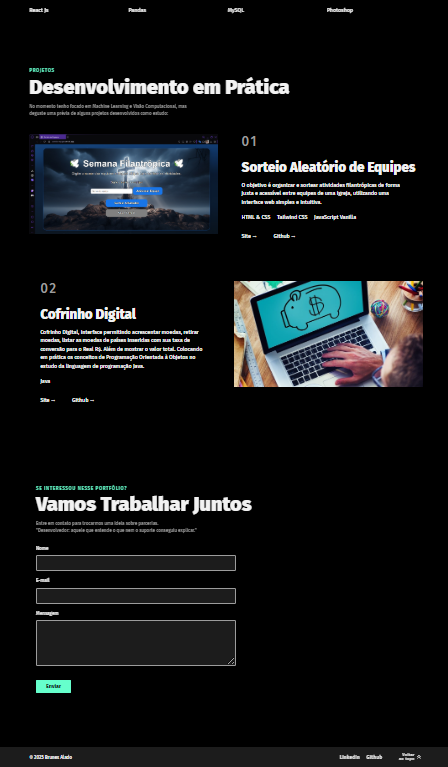 React Js
Pandas
MySQL
Photoshop
PROJETOS
Desenvolvimento em Prática
No momento tenho focado em Machine Learning e Visão Computacional, mas
deguste uma prévia de alguns projetos desenvolvidos como estudo:
Semana Filantrópica
01
Sorteio Aleatório de Equipes
O objetivo é organizar e sortear atividades filantrópicas de forma
justa e acessível entre equipes de uma igreja, utilizando uma
interface web simples e intuitiva.
HTML & CSS Tailwind CSS JavaScript Vanilla
Site → Github →
02
Cofrinho Digital
Cofrinho Digital, interface permitindo acrescentar moedas, retirar
moedas, listar as moedas de países inseridas com sua taxa de
conversão para o Real R$. Além de mostrar o valor total. Colocando
em prática os conceitos de Programação Orientada à Objetos no
estudo da linguagem de programação Java.
Java
Site → Github →
SE INTERESSOU NESSE PORTFÓLIO?
Vamos Trabalhar Juntos
Entre em contato para trocarmos uma ideia sobre parcerias.
"Desenvolvedor: aquele que entende o que nem o suporte conseguiu explicar."
Nome
E-mail
Mensagem
Enviar
© 2025 Brunes Alado
LinkedIn Github
Voltar
ao topo